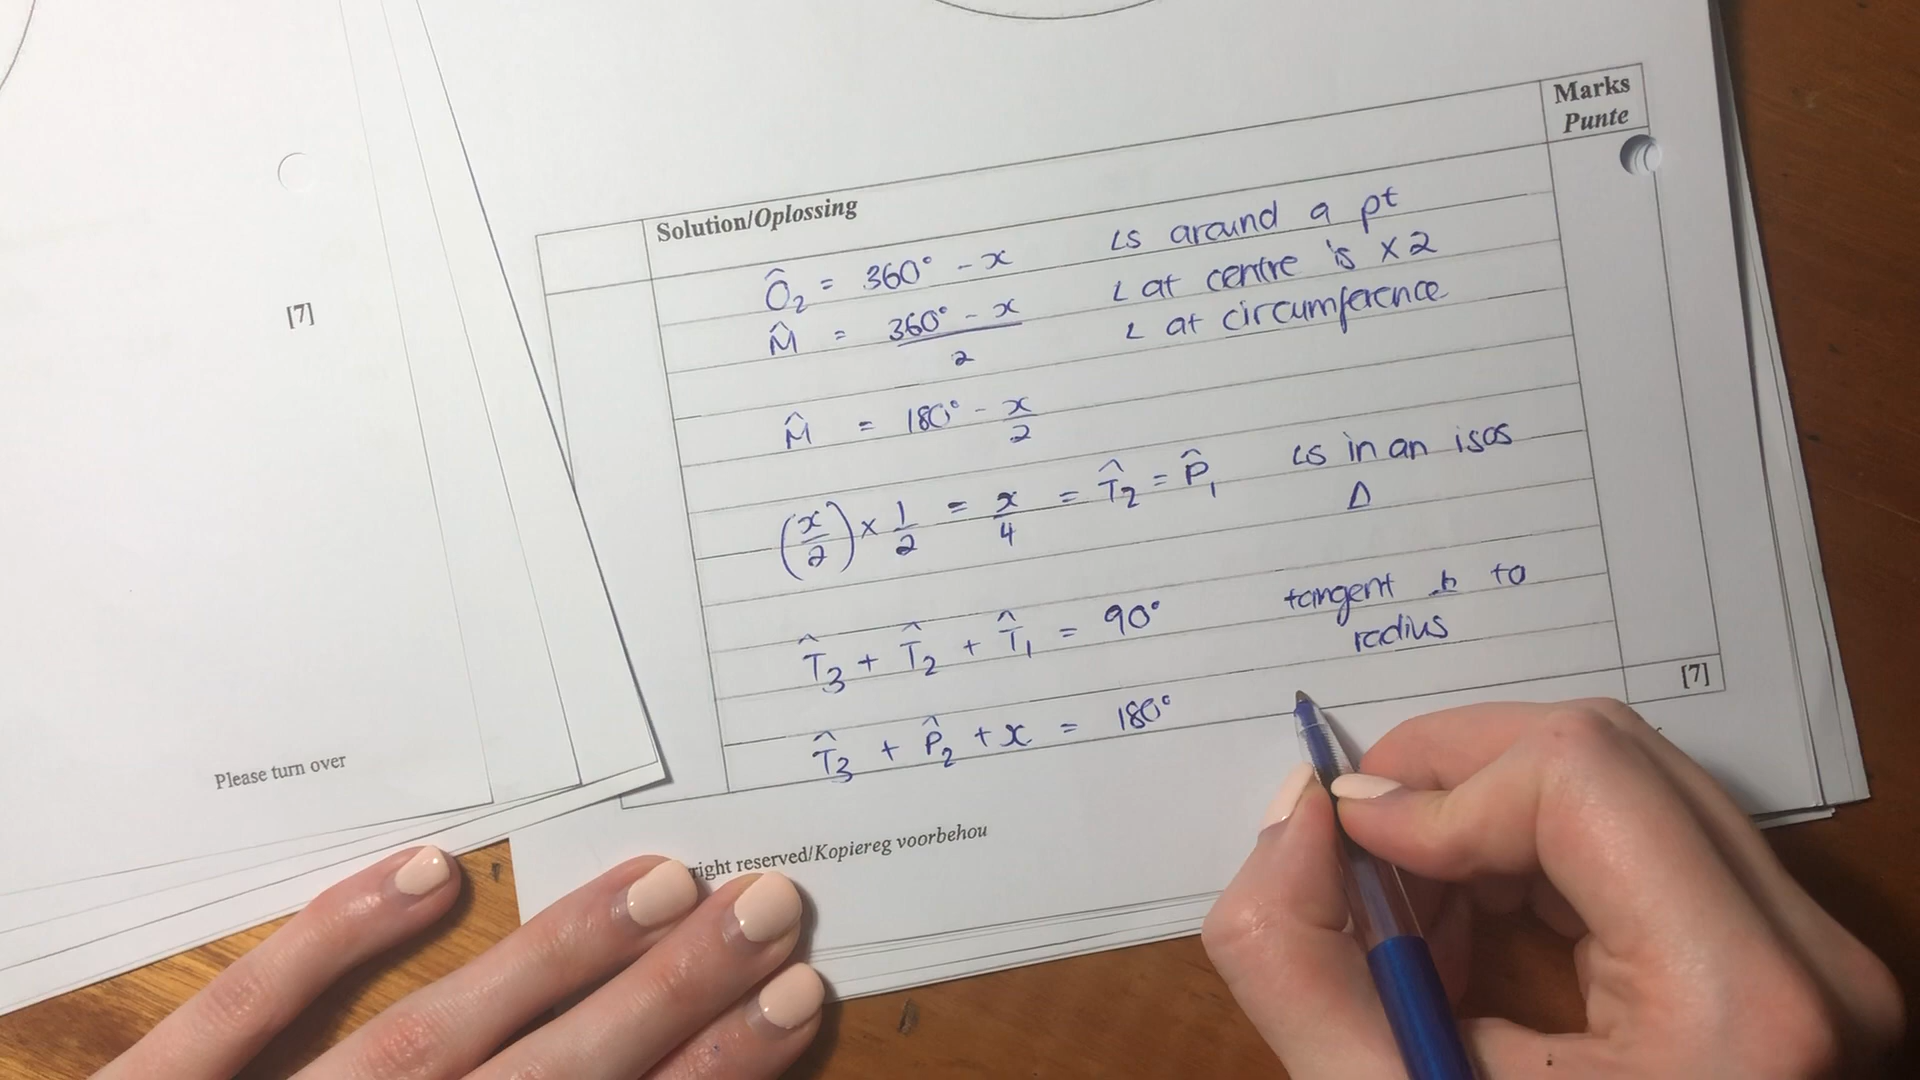 Marks
Punte
Solution/Oplossing
Ô₂ = 360° - x ∠s around a pt
M̂ = (360° - x)/2 ∠ at centre is ×2
∠ at circumference
M̂ = 180° - x/2
(x/2) × 1/2 = x/4 = T̂₂ = P̂₁ ∠s in an isos
Δ
T̂₃ + T̂₂ + T̂₁ = 90° tangent ⊥ to
radius
T̂₃ + P̂₂ + x = 180°
[7]
right reserved/Kopiereg voorbehou
[7]
Please turn over